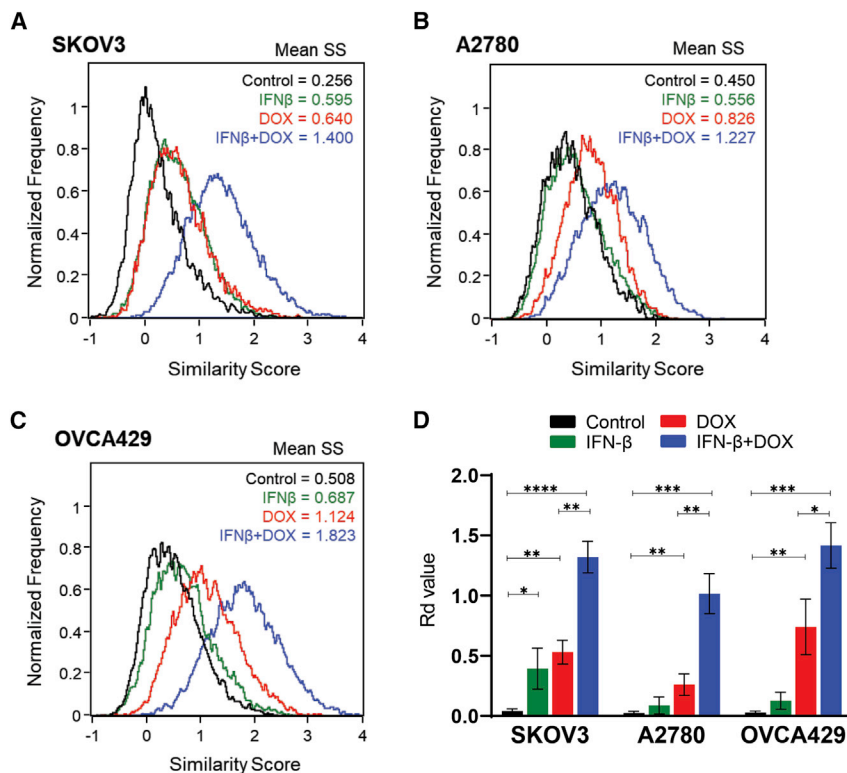 A
SKOV3
Mean SS
Control = 0.256
IFNβ = 0.595
DOX = 0.640
IFNβ+DOX = 1.400
Normalized Frequency
1
0.8
0.6
0.4
0.2
0
-1 0 1 2 3 4
Similarity Score
B
A2780
Mean SS
Control = 0.450
IFNβ = 0.556
DOX = 0.826
IFNβ+DOX = 1.227
Normalized Frequency
1
0.8
0.6
0.4
0.2
0
-1 0 1 2 3 4
Similarity Score
C
OVCA429
Mean SS
Control = 0.508
IFNβ = 0.687
DOX = 1.124
IFNβ+DOX = 1.823
Normalized Frequency
1
0.8
0.6
0.4
0.2
0
-1 0 1 2 3 4
Similarity Score
D
Control DOX
IFN-β IFN-β+DOX
Rd value
2.0
1.5
1.0
0.5
0.0
**** *** ***
** ** *
** ** **
*
SKOV3 A2780 OVCA429